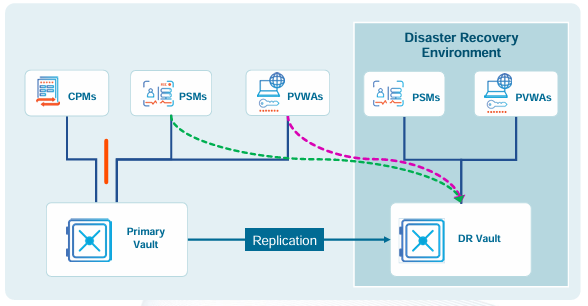 Disaster Recovery
Environment
CPMs
PSMs
PVWAs
PSMs
PVWAs
Primary
Vault
Replication
DR Vault